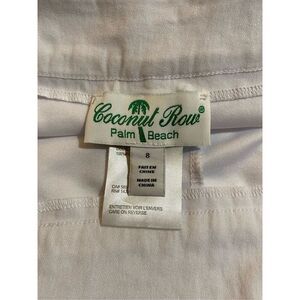 Coconut Row®
Palm Beach
8
FAIT EN
CHINE
MADE IN
CHINA
ENTRETIEN VOIR L'ENVERS
CARE ON REVERSE